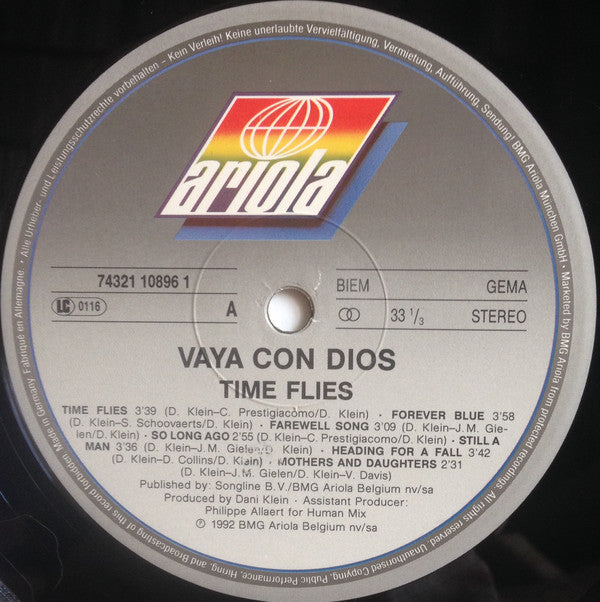 Alle Urheber- und Leistungsschutzrechte vorbehalten - Kein Verleih! Keine unerlaubte Vervielfältigung, Vermietung, Aufführung, Sendung! BMG Ariola München GmbH · Marketed by BMG Ariola
ariola
74321 10896 1
LC 0116
A
BIEM GEMA
33 1/3 STEREO
VAYA CON DIOS
TIME FLIES
TIME FLIES 3'39 (D. Klein–C. Prestigiacomo/D. Klein) · FOREVER BLUE 3'58
(D. Klein–S. Schoovaerts/D. Klein) · FAREWELL SONG 3'09 (D. Klein–J.M. Gie-
len/D. Klein) · SO LONG AGO 2'55 (D. Klein–C. Prestigiacomo/D. Klein) · STILL A
MAN 3'36 (D. Klein–J.M. Gielen/D. Klein) · HEADING FOR A FALL 3'42
(D. Klein–D. Collins/D. Klein) · MOTHERS AND DAUGHTERS 2'31
(D. Klein–J.M. Gielen/D. Klein–V. Davis)
Published by: Songline B.V./BMG Ariola Belgium nv/sa
Produced by Dani Klein - Assistant Producer:
Philippe Allaert for Human Mix
℗ 1992 BMG Ariola Belgium nv/sa
All rights reserved. Unauthorised Copying, Public Performance, Hiring, and Broadcasting of this record forbidden · Made in Germany. Fabriqué en Allemagne. ·